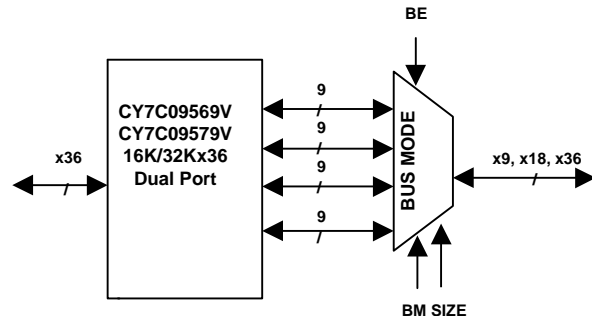 BE
CY7C09569V
CY7C09579V
16K/32Kx36
Dual Port
x36
9
9
9
9
BUS MODE
x9, x18, x36
BM SIZE